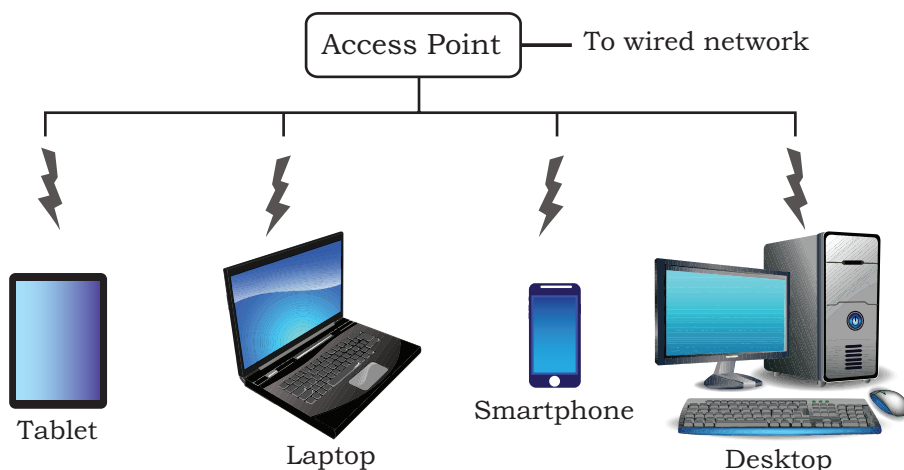 Access Point
To wired network
Tablet
Laptop
Smartphone
Desktop